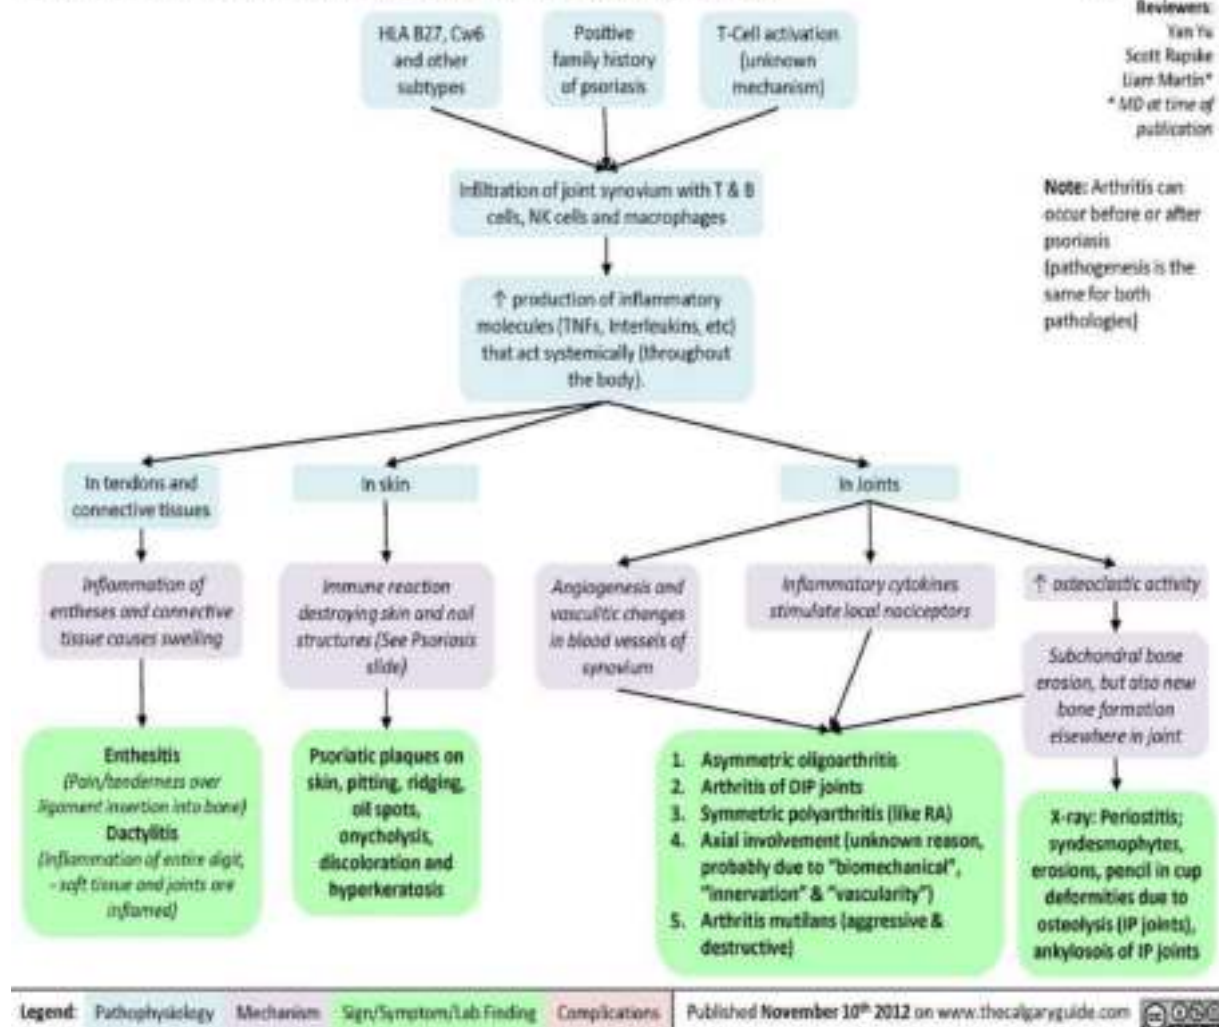 Reviewers:
Yan Yu
Scott Rapske
Liam Martin*
* MD at time of
publication
HLA B27, Cw6
and other
subtypes
Positive
family history
of psoriasis
T-Cell activation
(unknown
mechanism)
Infiltration of joint synovium with T & B
cells, NK cells and macrophages
Note: Arthritis can
occur before or after
psoriasis
(pathogenesis is the
same for both
pathologies)
↑ production of inflammatory
molecules (TNFs, Interleukins, etc)
that act systemically (throughout
the body).
In tendons and
connective tissues
In skin
In Joints
Inflammation of
entheses and connective
tissue causes swelling
Immune reaction
destroying skin and nail
structures (See Psoriasis
slide)
Angiogenesis and
vasculitic changes
in blood vessels of
synovium
Inflammatory cytokines
stimulate local nociceptors
↑ osteoclastic activity
Subchondral bone
erosion, but also new
bone formation
elsewhere in joint
Enthesitis
(Pain/tenderness over
ligament insertion into bone)
Dactylitis
(Inflammation of entire digit,
- soft tissue and joints are
inflamed)
Psoriatic plaques on
skin, pitting, ridging,
oil spots,
onycholysis,
discoloration and
hyperkeratosis
1. Asymmetric oligoarthritis
2. Arthritis of DIP joints
3. Symmetric polyarthritis (like RA)
4. Axial involvement (unknown reason,
probably due to "biomechanical",
"innervation" & "vascularity")
5. Arthritis mutilans (aggressive &
destructive)
X-ray: Periostitis;
syndesmophytes,
erosions, pencil in cup
deformities due to
osteolysis (IP joints),
ankylosois of IP joints
Legend: Pathophysiology Mechanism Sign/Symptom/Lab Finding Complications Published November 10th 2012 on www.thecalgaryguide.com